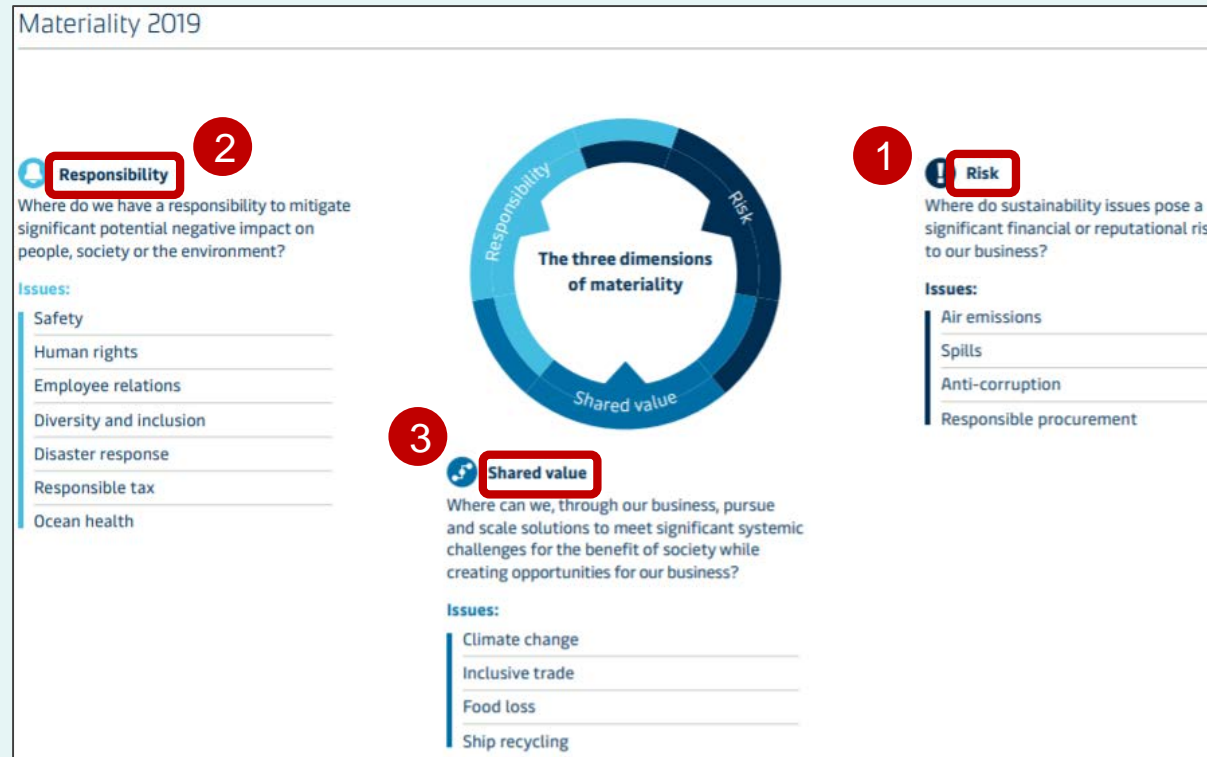 Materiality 2019
2
Responsibility
Where do we have a responsibility to mitigate
significant potential negative impact on
people, society or the environment?
Issues:
Safety
Human rights
Employee relations
Diversity and inclusion
Disaster response
Responsible tax
Ocean health
Responsibility
Risk
Shared value
The three dimensions
of materiality
1
Risk
Where do sustainability issues pose a
significant financial or reputational ris
to our business?
Issues:
Air emissions
Spills
Anti-corruption
Responsible procurement
3
Shared value
Where can we, through our business, pursue
and scale solutions to meet significant systemic
challenges for the benefit of society while
creating opportunities for our business?
Issues:
Climate change
Inclusive trade
Food loss
Ship recycling